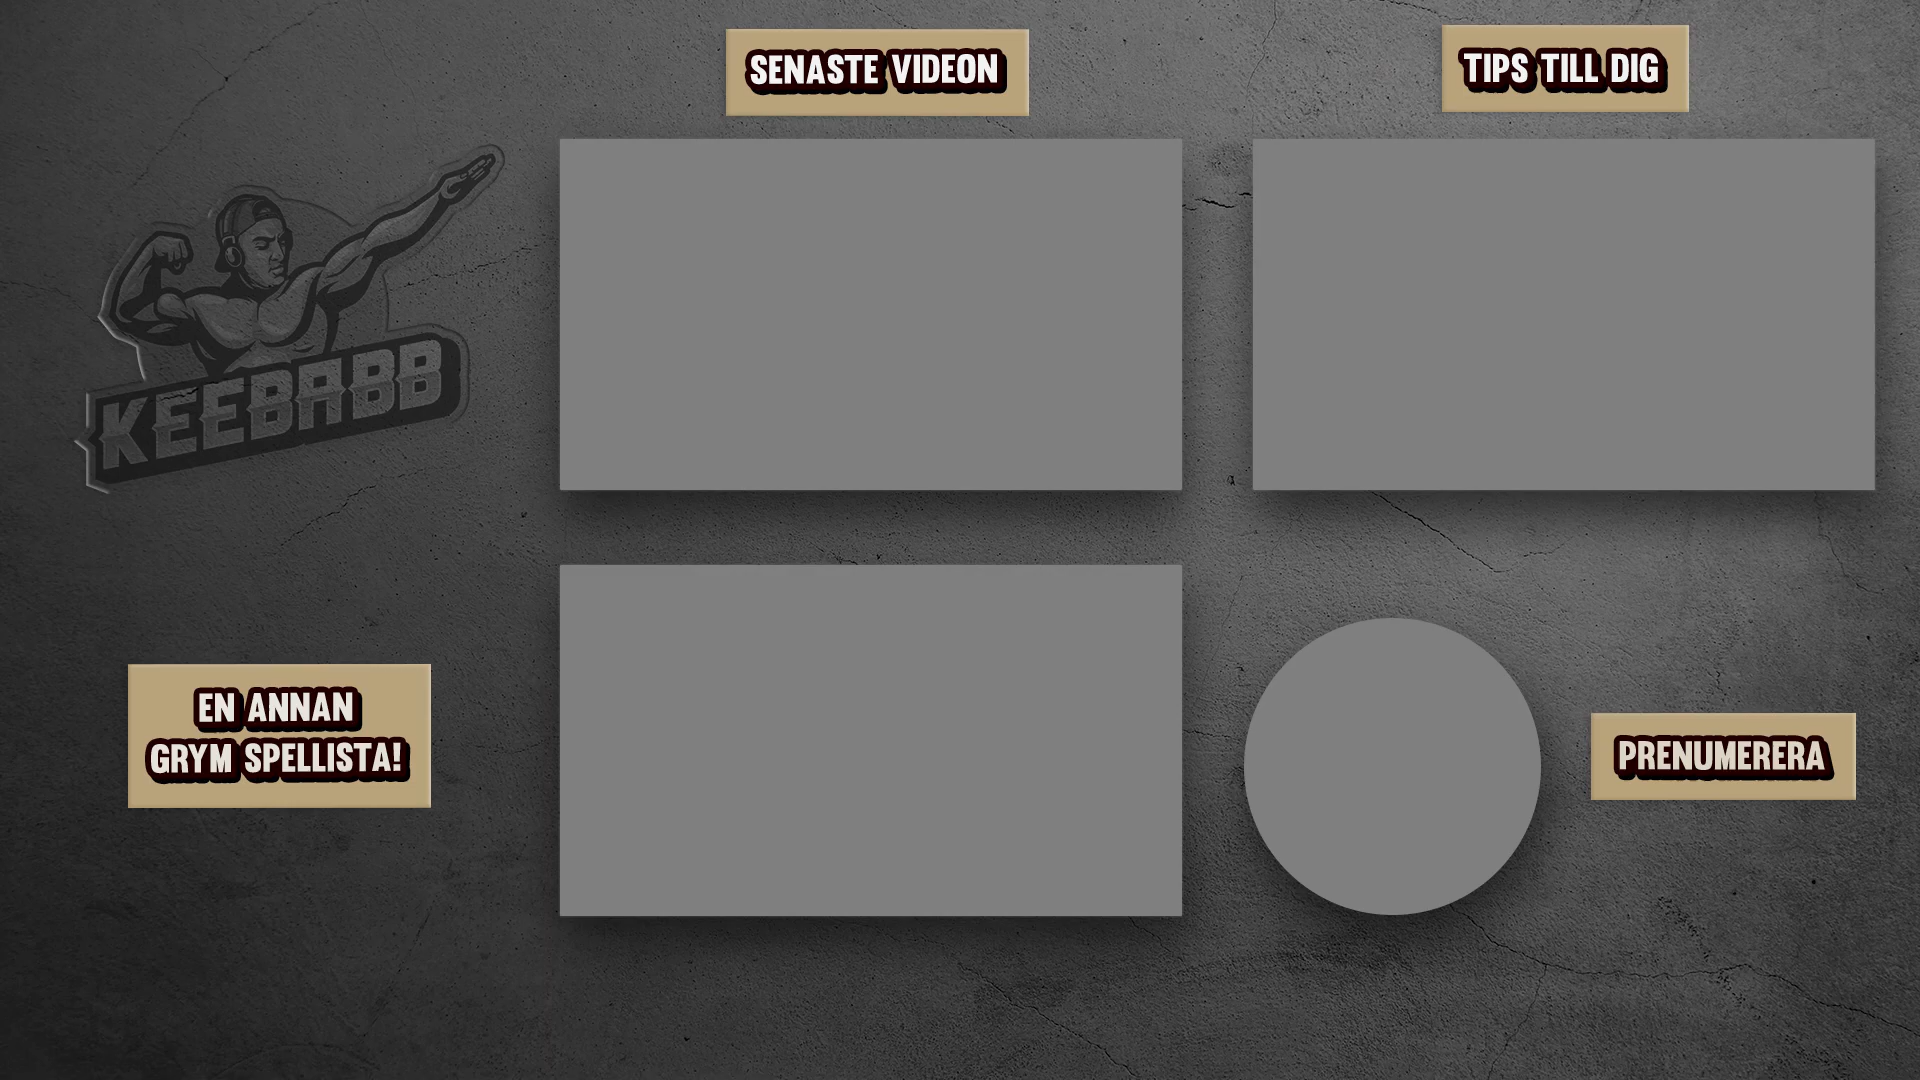 SENASTE VIDEON
TIPS TILL DIG
KEEBABB
EN ANNAN
GRYM SPELLISTA!
PRENUMERERA